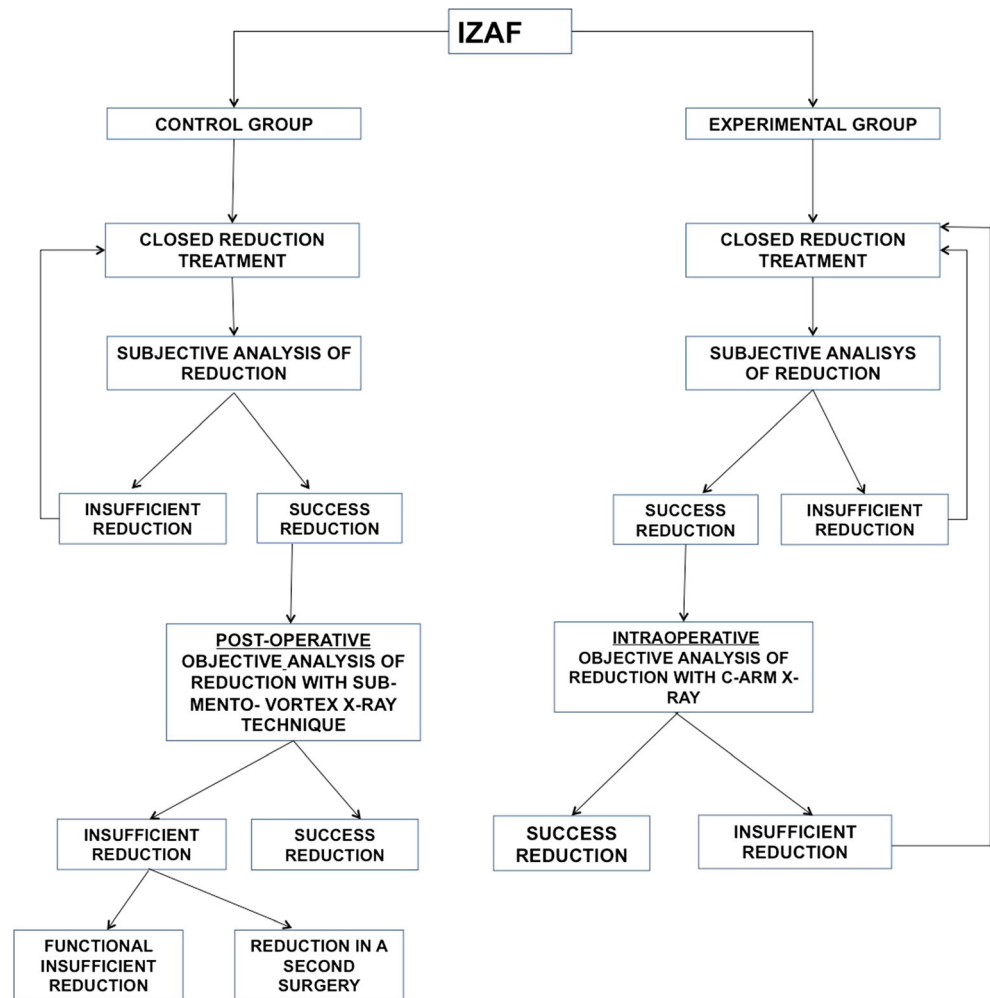 IZAF
CONTROL GROUP
EXPERIMENTAL GROUP
CLOSED REDUCTION
TREATMENT
CLOSED REDUCTION
TREATMENT
SUBJECTIVE ANALYSIS OF
REDUCTION
SUBJECTIVE ANALISYS
OF REDUCTION
INSUFFICIENT
REDUCTION
SUCCESS
REDUCTION
SUCCESS
REDUCTION
INSUFFICIENT
REDUCTION
POST-OPERATIVE
OBJECTIVE ANALYSIS OF
REDUCTION WITH SUB-
MENTO- VORTEX X-RAY
TECHNIQUE
INTRAOPERATIVE
OBJECTIVE ANALYSIS OF
REDUCTION WITH C-ARM X-
RAY
INSUFFICIENT
REDUCTION
SUCCESS
REDUCTION
SUCCESS
REDUCTION
INSUFFICIENT
REDUCTION
FUNCTIONAL
INSUFFICIENT
REDUCTION
REDUCTION IN A
SECOND
SURGERY